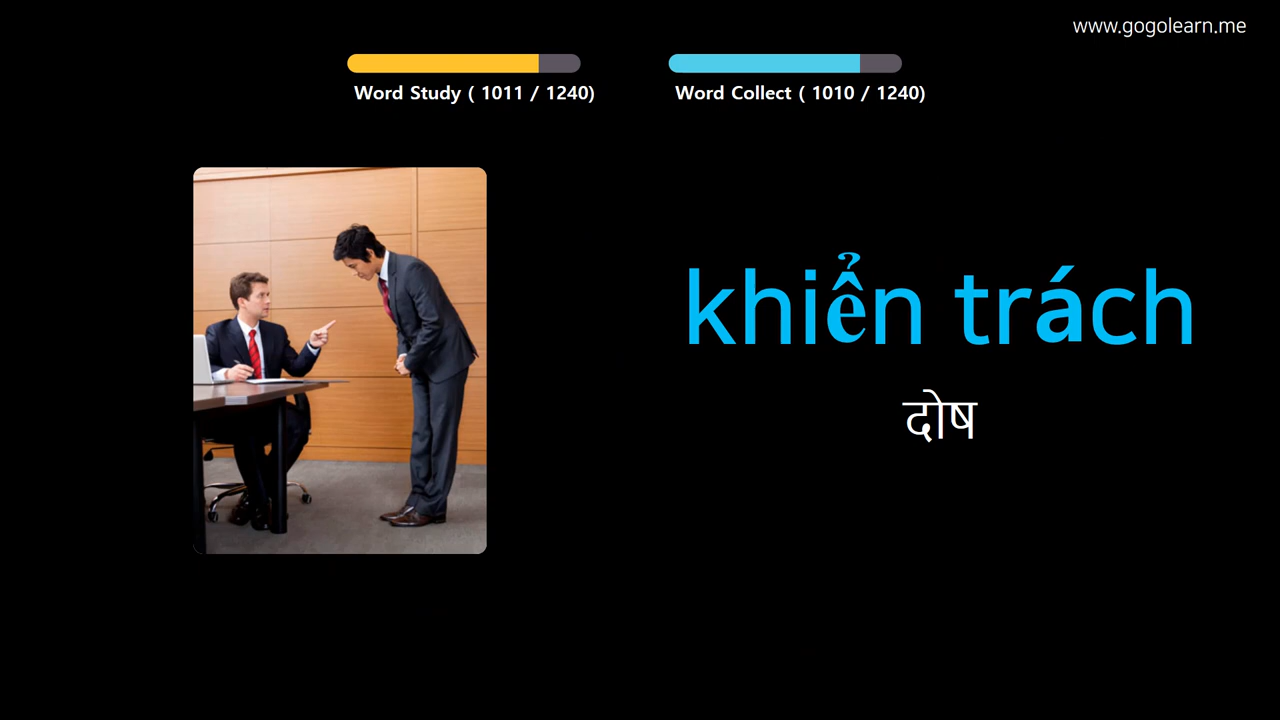 www.gogolearn.me
Word Study ( 1011 / 1240)
Word Collect ( 1010 / 1240)
khiển trách
दोष